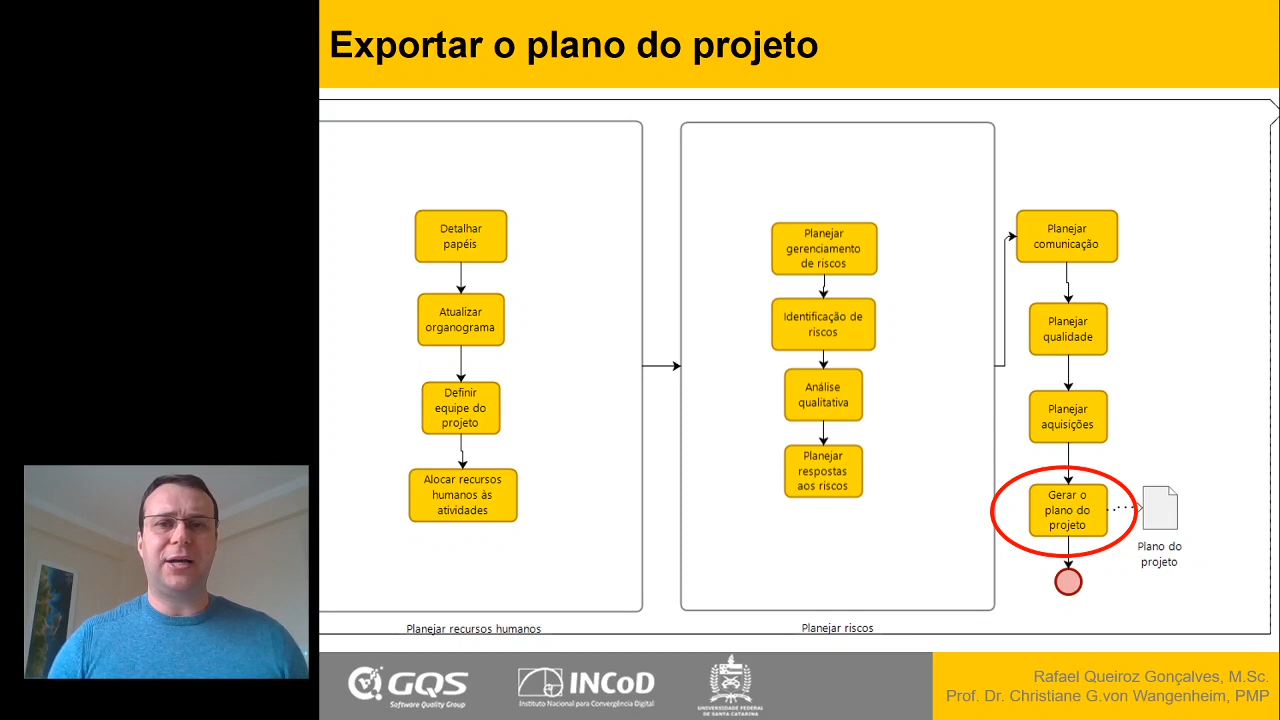 Exportar o plano do projeto
Detalhar
papéis
Atualizar
organograma
Definir
equipe do
projeto
Alocar recursos
humanos às
atividades
Planejar recursos humanos
Planejar
gerenciamento
de riscos
Identificação de
riscos
Análise
qualitativa
Planejar
respostas
aos riscos
Planejar riscos
Planejar
comunicação
Planejar
qualidade
Planejar
aquisições
Gerar o
plano do
projeto
Plano do
projeto
GQS
Software Quality Group
INCoD
Instituto Nacional para Convergência Digital
UNIVERSIDADE FEDERAL
DE SANTA CATARINA
Rafael Queiroz Gonçalves, M.Sc.
Prof. Dr. Christiane G.von Wangenheim, PMP